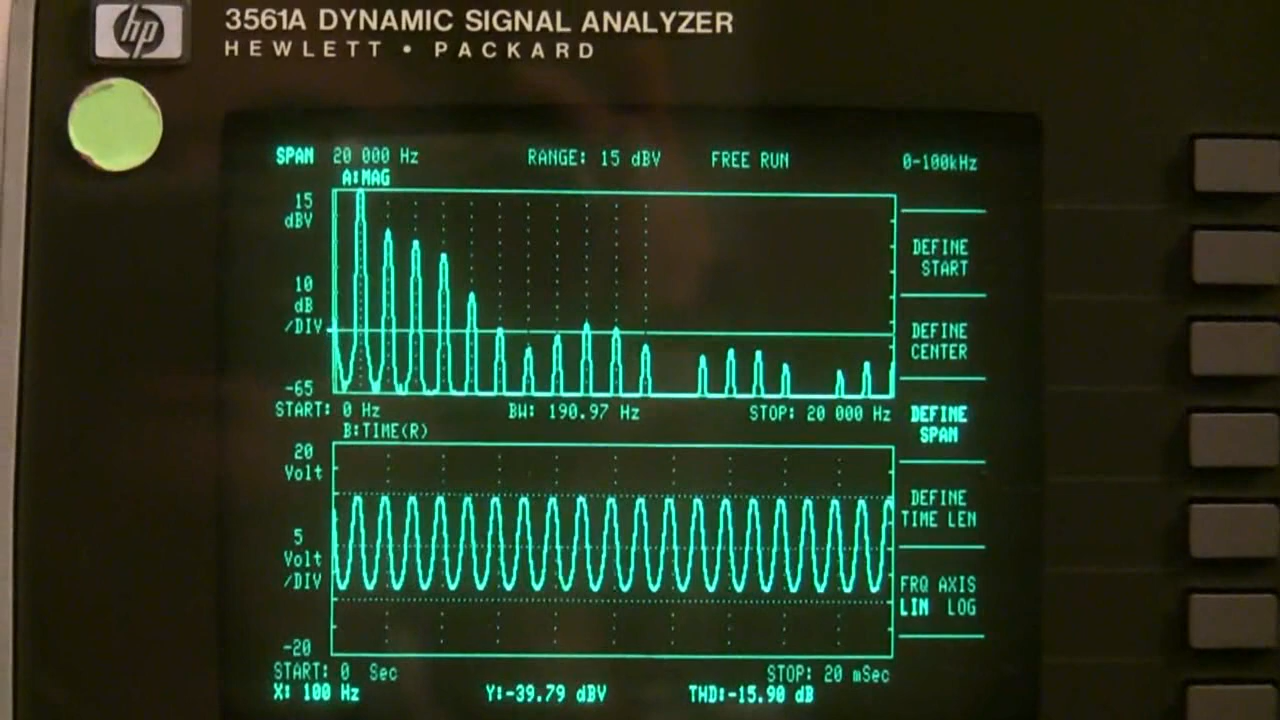 hp
3561A DYNAMIC SIGNAL ANALYZER
HEWLETT • PACKARD
SPAN 20 000 Hz RANGE: 15 dBV FREE RUN 0-100kHz
A:MAG
15
dBV
10
dB
/DIV
-65
START: 0 Hz BW: 190.97 Hz STOP: 20 000 Hz
B:TIME(R)
20
Volt
5
Volt
/DIV
-20
START: 0 Sec STOP: 20 mSec
X: 100 Hz Y:-39.79 dBV THD:-15.90 dB
DEFINE
START
DEFINE
CENTER
DEFINE
SPAN
DEFINE
TIME LEN
FRQ AXIS
LIN LOG